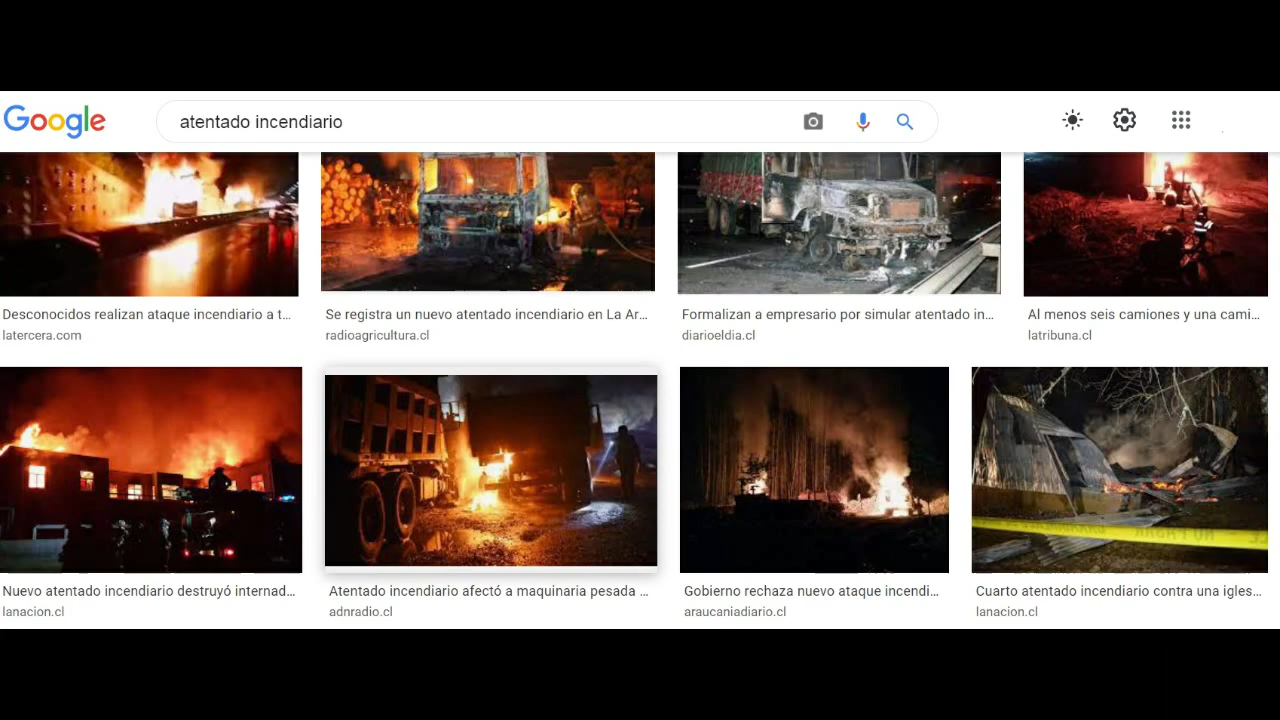 Google
atentado incendiario
Desconocidos realizan ataque incendiario a t...
latercera.com
Se registra un nuevo atentado incendiario en La Ar...
radioagricultura.cl
Formalizan a empresario por simular atentado in...
diarioeldia.cl
Al menos seis camiones y una cami...
latribuna.cl
Nuevo atentado incendiario destruyó internad...
lanacion.cl
Atentado incendiario afectó a maquinaria pesada ...
adnradio.cl
Gobierno rechaza nuevo ataque incendi...
araucaniadiario.cl
Cuarto atentado incendiario contra una igles...
lanacion.cl